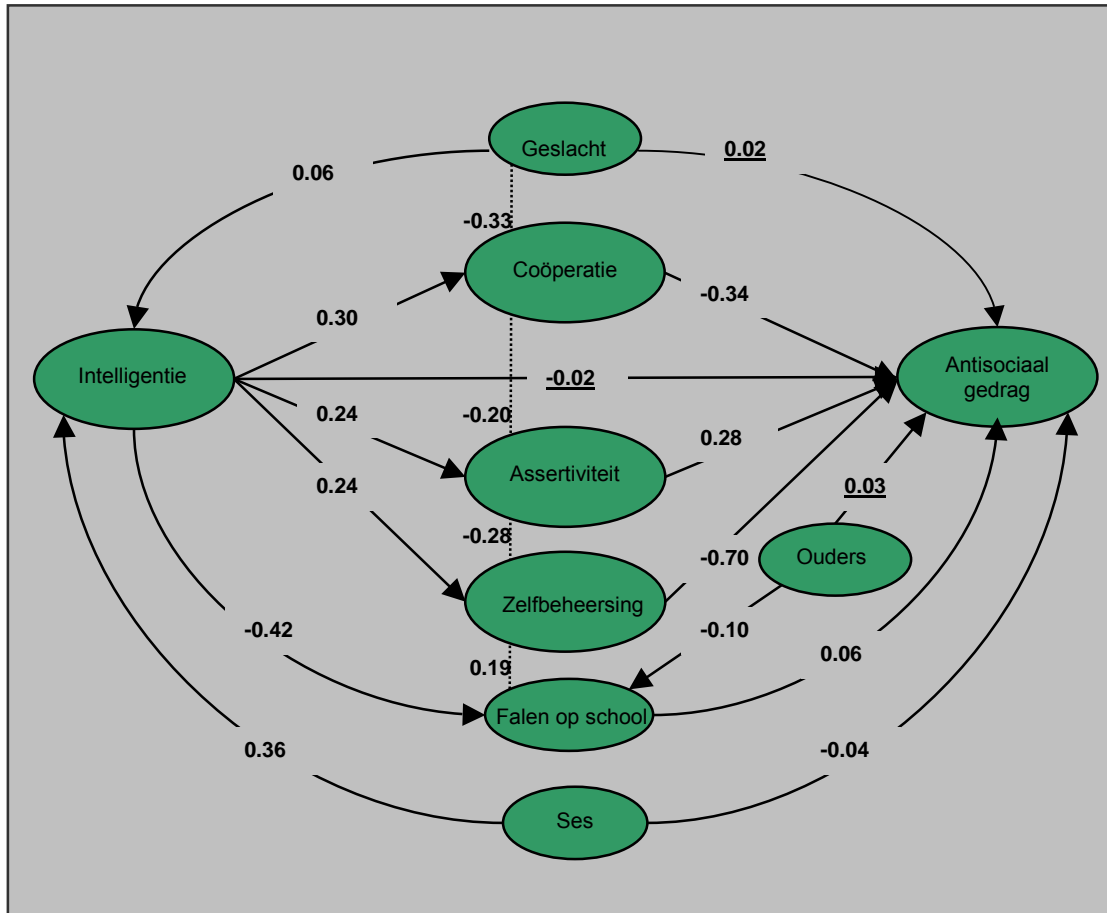 Geslacht
0.02
0.06
-0.33
Coöperatie
-0.34
0.30
Intelligentie
-0.02
Antisociaal
gedrag
0.24
-0.20
0.28
Assertiviteit
0.24
0.03
-0.28
-0.70
Ouders
Zelfbeheersing
-0.42
-0.10
0.19
0.06
Falen op school
0.36
-0.04
Ses